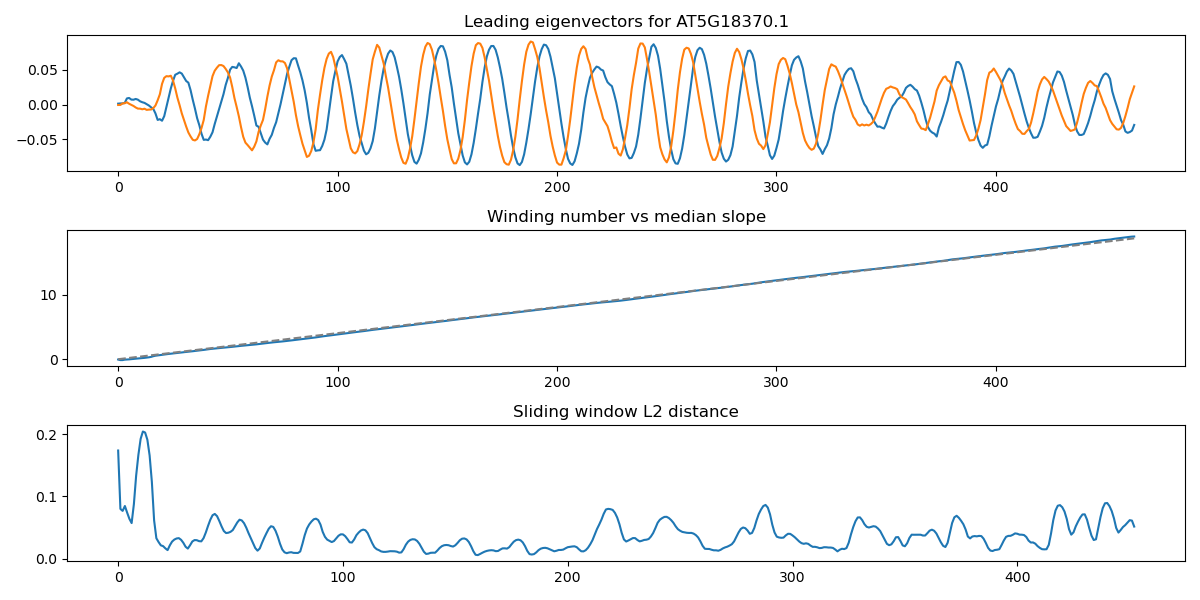 Leading eigenvectors for AT5G18370.1
0.05
0.00
−0.05
0 100 200 300 400
Winding number vs median slope
10
0
0 100 200 300 400
Sliding window L2 distance
0.2
0.1
0.0
0 100 200 300 400